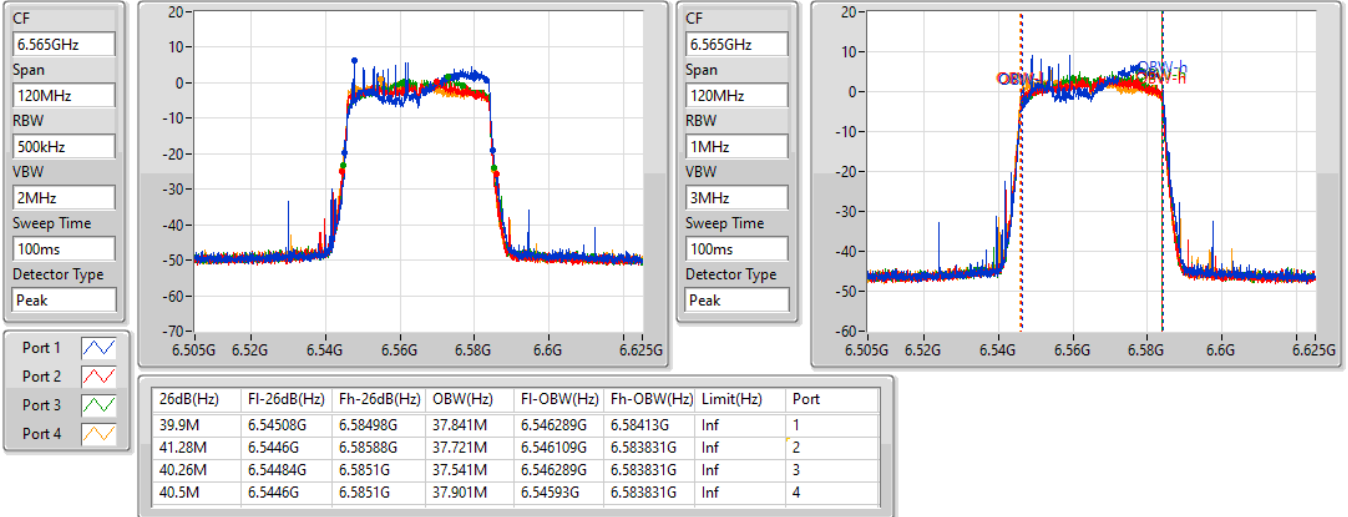 CF
6.565GHz
Span
120MHz
RBW
500kHz
VBW
2MHz
Sweep Time
100ms
Detector Type
Peak
20
10
0
-10
-20
-30
-40
-50
-60
-70
6.505G 6.52G 6.54G 6.56G 6.58G 6.6G 6.625G
CF
6.565GHz
Span
120MHz
RBW
1MHz
VBW
3MHz
Sweep Time
100ms
Detector Type
Peak
20
10
0
-10
-20
-30
-40
-50
-60
OBW-h
OBW-h
6.505G 6.52G 6.54G 6.56G 6.58G 6.6G 6.625G
Port 1
Port 2
Port 3
Port 4
26dB(Hz) Fl-26dB(Hz) Fh-26dB(Hz) OBW(Hz) Fl-OBW(Hz) Fh-OBW(Hz) Limit(Hz) Port
39.9M 6.54508G 6.58498G 37.841M 6.546289G 6.58413G Inf 1
41.28M 6.5446G 6.58588G 37.721M 6.546109G 6.583831G Inf 2
40.26M 6.54484G 6.5851G 37.541M 6.546289G 6.583831G Inf 3
40.5M 6.5446G 6.5851G 37.901M 6.54593G 6.583831G Inf 4